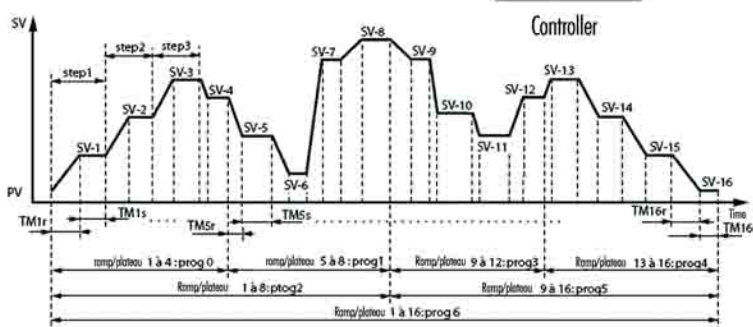 Controller
SV
SV-8
SV-7
SV-9
step2
step3
step1
SV-3
SV-13
SV-4
SV-12
SV-2
SV-10
SV-14
SV-5
SV-11
SV-1
SV-15
SV-6
SV-16
PV
Time
TM1s
TM5s
TM16r
TM1r
TM5r
TM16
ramp/plateau 1 à 4:prog 0
ramp/plateau 5 à 8:prog1
Ramp/plateau 9 à 12:prog3
Ramp/plateau 13 à 16:prog4
Ramp/plateau 1 à 8:ptog2
Ramp/plateau 9 à 16:prog5
Ramp/plateau 1 à 16:prog 6